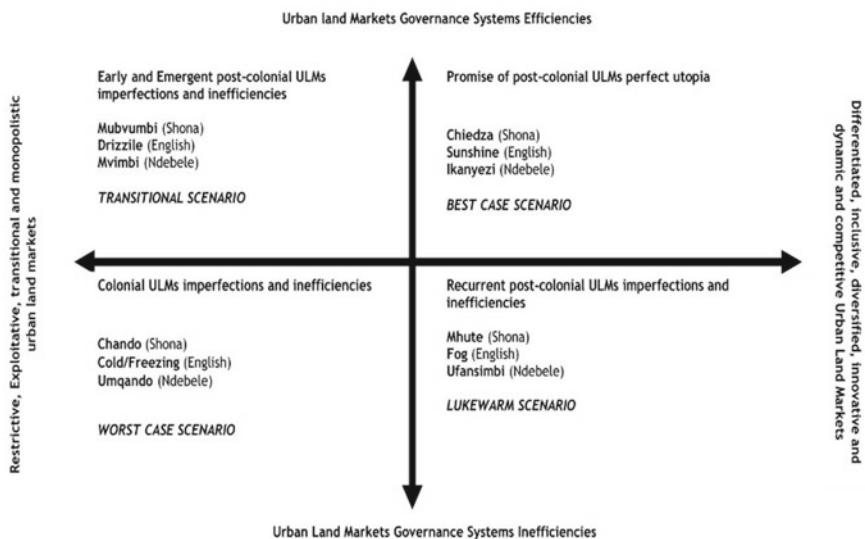 Urban land Markets Governance Systems Efficiencies
Restrictive, Exploitative, transitional and monopolistic
urban land markets
Early and Emergent post-colonial ULMs
imperfections and inefficiencies
Mubvumbi (Shona)
Drizzile (English)
Mvimbi (Ndebele)
TRANSITIONAL SCENARIO
Promise of post-colonial ULMs perfect utopia
Chiedza (Shona)
Sunshine (English)
Ikanyezi (Ndebele)
BEST CASE SCENARIO
Colonial ULMs imperfections and inefficiencies
Chando (Shona)
Cold/Freezing (English)
Umqando (Ndebele)
WORST CASE SCENARIO
Recurrent post-colonial ULMs imperfections and
inefficiencies
Mhute (Shona)
Fog (English)
Ufansimbi (Ndebele)
LUKEWARM SCENARIO
Differentiated, inclusive, diversified, innovative and
dynamic and competitive Urban Land Markets
Urban Land Markets Governance Systems Inefficiencies